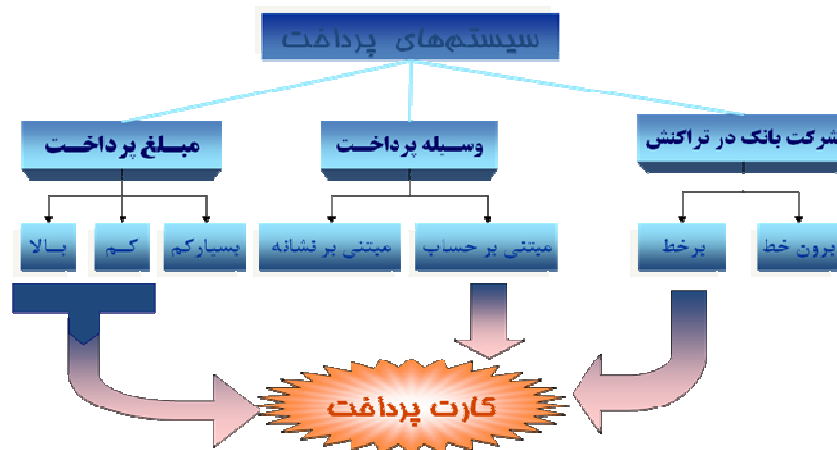 سیستم‌های پرداخت
شرکت بانک در تراکنش
وسیله پرداخت
مبلغ پرداخت
برون خط
برخط
مبتنی بر حساب
مبتنی بر نشانه
بسیارکم
کم
بالا
کارت پرداخت